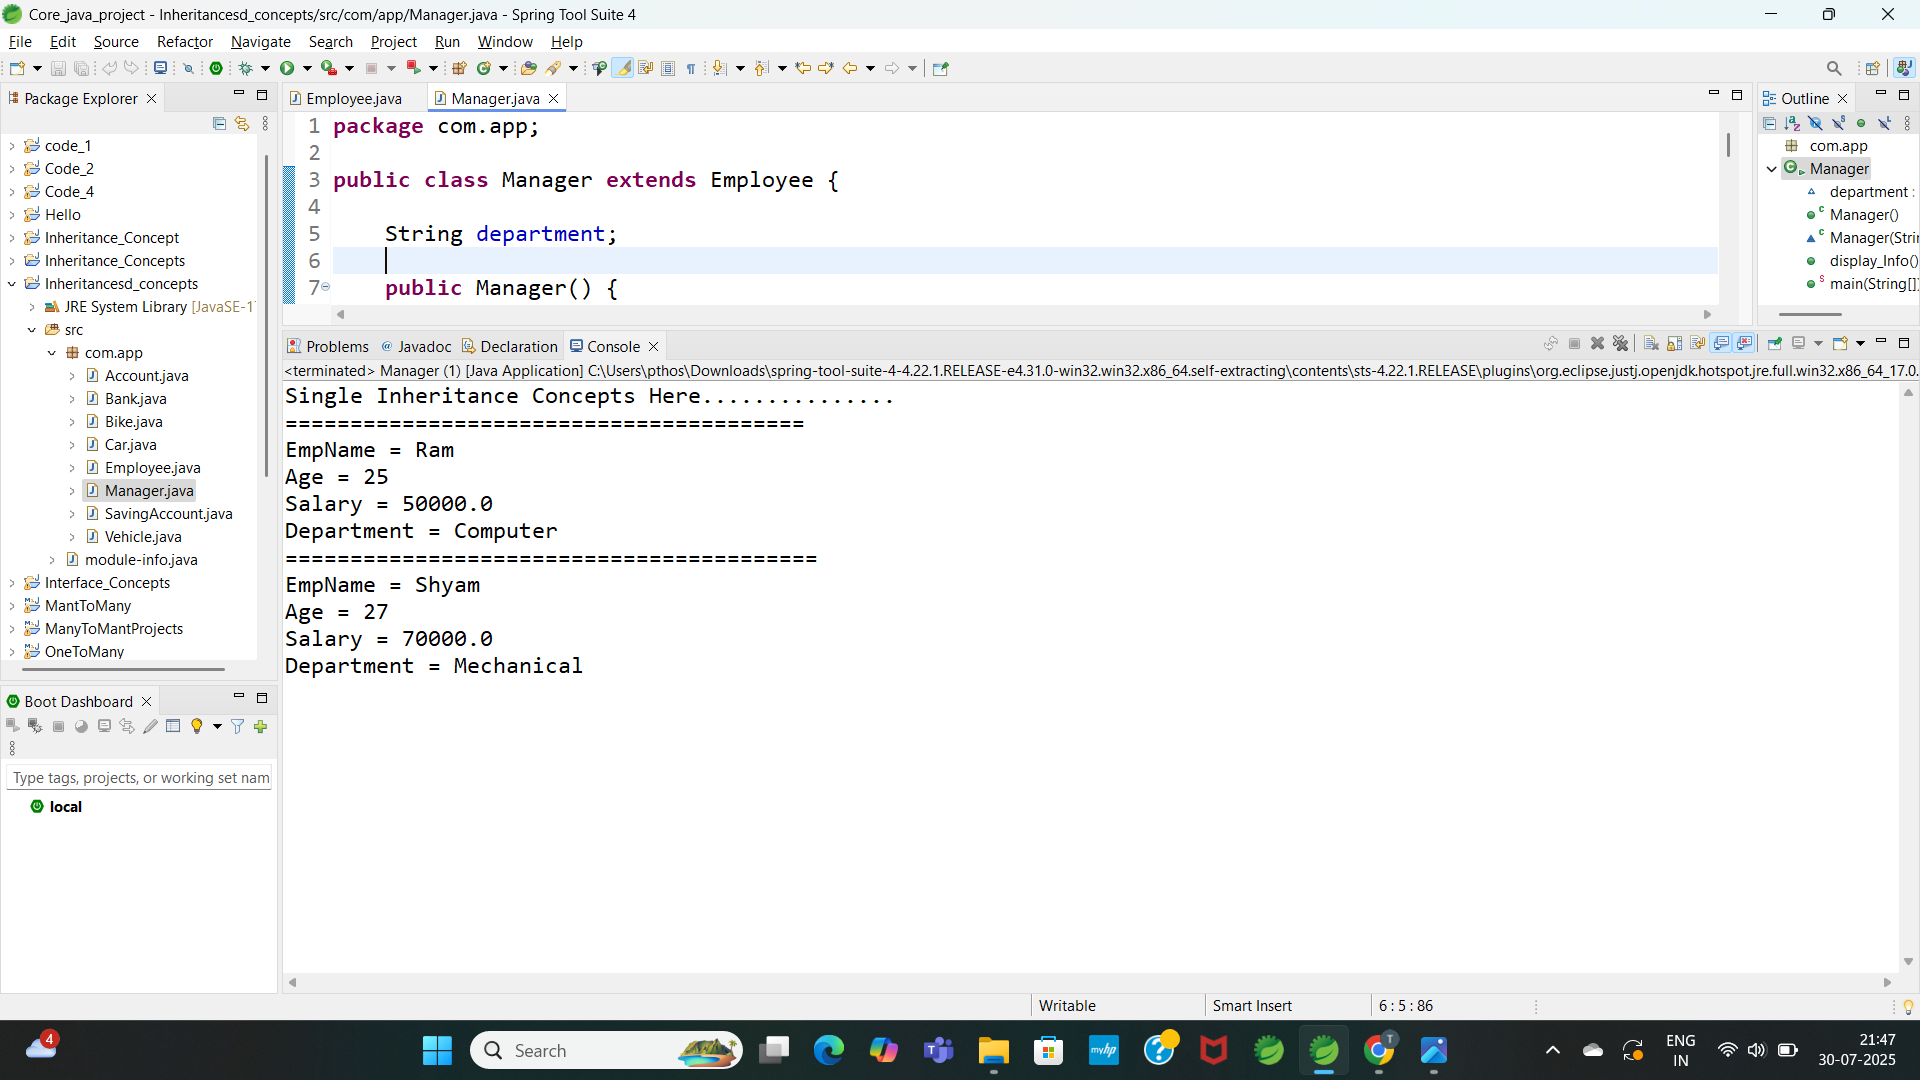 Core_java_project - Inheritancesd_concepts/src/com/app/Manager.java - Spring Tool Suite 4
File Edit Source Refactor Navigate Search Project Run Window Help
Package Explorer
code_1
Code_2
Code_4
Hello
Inheritance_Concept
Inheritance_Concepts
Inheritancesd_concepts
JRE System Library [JavaSE-1
src
com.app
Account.java
Bank.java
Bike.java
Car.java
Employee.java
Manager.java
SavingAccount.java
Vehicle.java
module-info.java
Interface_Concepts
MantToMany
ManyToMantProjects
OneToMany
Boot Dashboard
Type tags, projects, or working set nam
local
Employee.java Manager.java
1 package com.app;
2
3 public class Manager extends Employee {
4
5 String department;
6
7 public Manager() {
Outline
com.app
Manager
department :
Manager()
Manager(Strin
display_Info()
main(String[])
Problems @ Javadoc Declaration Console
<terminated> Manager (1) [Java Application] C:\Users\pthos\Downloads\spring-tool-suite-4-4.22.1.RELEASE-e4.31.0-win32.win32.x86_64.self-extracting\contents\sts-4.22.1.RELEASE\plugins\org.eclipse.justj.openjdk.hotspot.jre.full.win32.x86_64_17.0.
Single Inheritance Concepts Here...............
========================================
EmpName = Ram
Age = 25
Salary = 50000.0
Department = Computer
=========================================
EmpName = Shyam
Age = 27
Salary = 70000.0
Department = Mechanical
Writable Smart Insert 6 : 5 : 86
4
Search
myhp
T
ENG
IN
21:47
30-07-2025